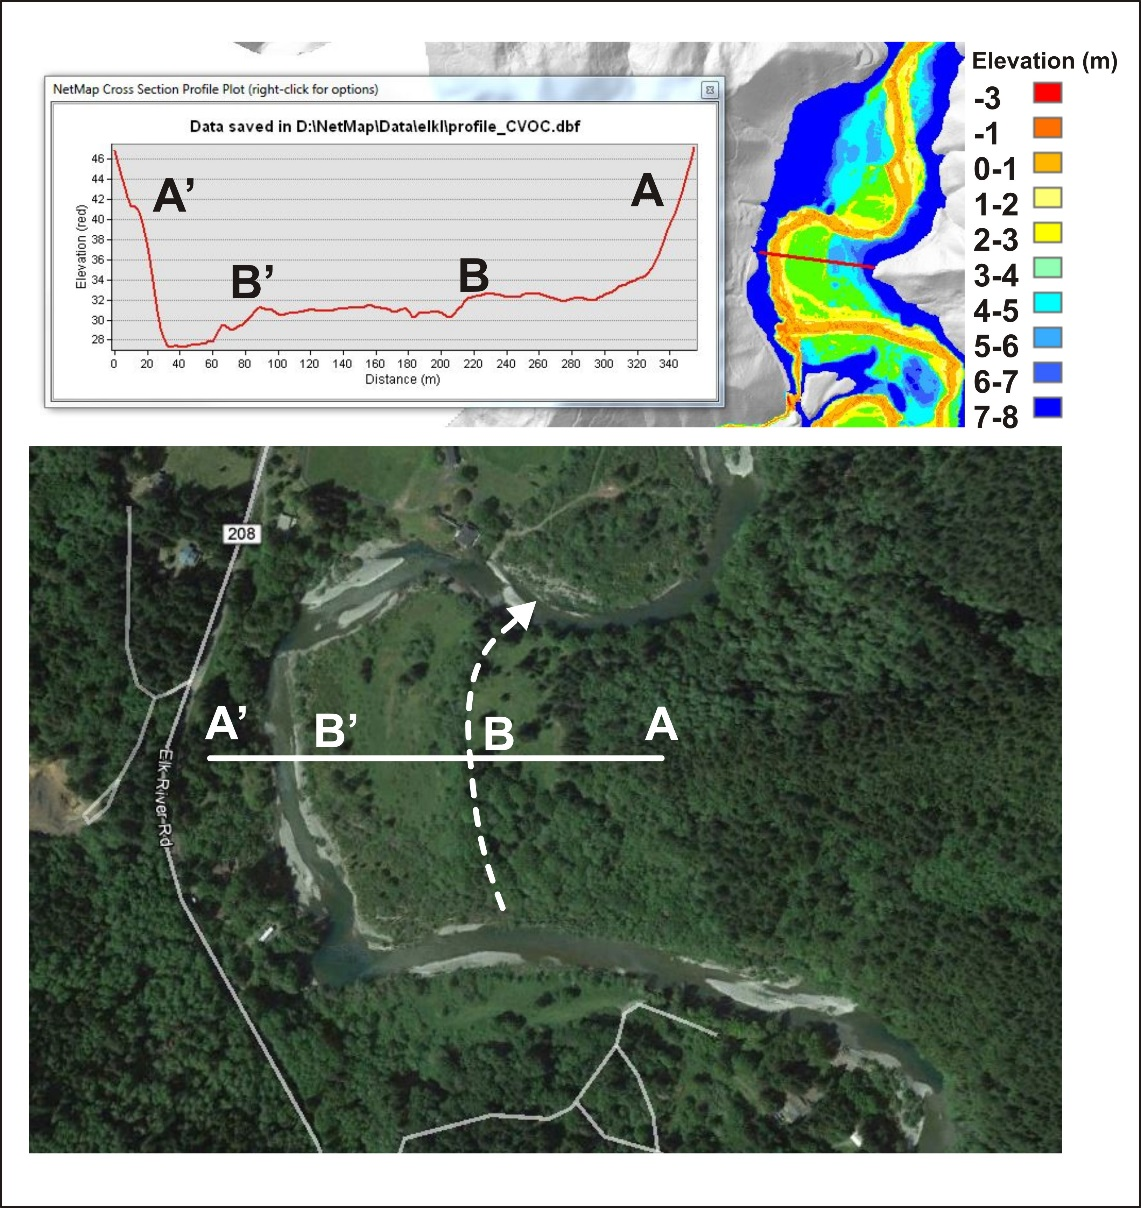 NetMap Cross Section Profile Plot (right-click for options)
Data saved in D:\NetMap\Data\elkl\profile_CVOC.dbf
Elevation (red)
46
44
42
40
38
36
34
32
30
28
A'
B'
B
A
0 20 40 60 80 100 120 140 160 180 200 220 240 260 280 300 320 340
Distance (m)
Elevation (m)
-3
-1
0-1
1-2
2-3
3-4
4-5
5-6
6-7
7-8
208
Elk River Rd
A'
B'
B
A